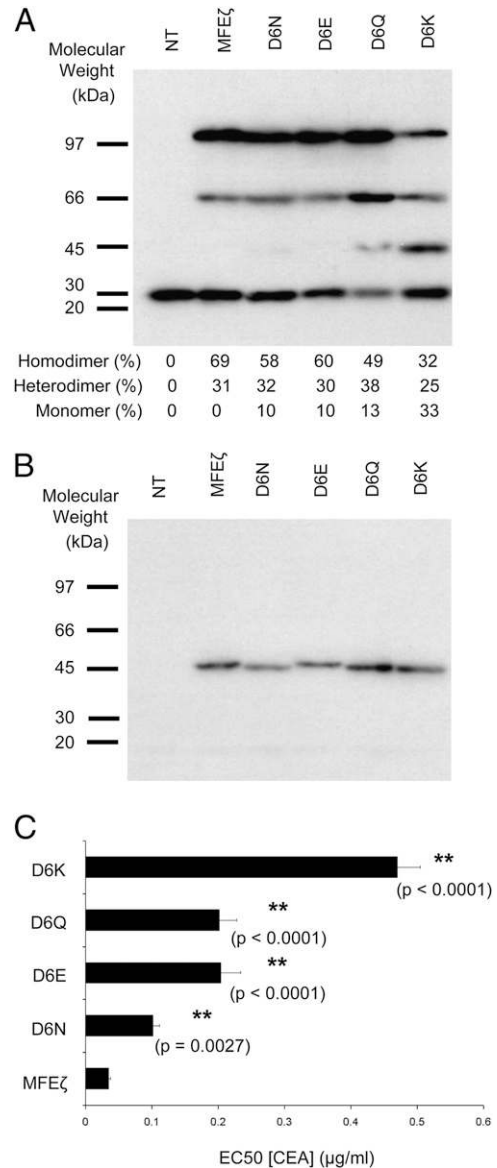 A
Molecular
Weight
(kDa)
NT
MFEζ
D6N
D6E
D6Q
D6K
97
66
45
30
20
Homodimer (%) 0 69 58 60 49 32
Heterodimer (%) 0 31 32 30 38 25
Monomer (%) 0 0 10 10 13 33
B
Molecular
Weight
(kDa)
NT
MFEζ
D6N
D6E
D6Q
D6K
97
66
45
30
20
C
D6K
**
(p < 0.0001)
D6Q
**
(p < 0.0001)
D6E
**
(p < 0.0001)
D6N
**
(p = 0.0027)
MFEζ
0 0.1 0.2 0.3 0.4 0.5 0.6
EC50 [CEA] (µg/ml)